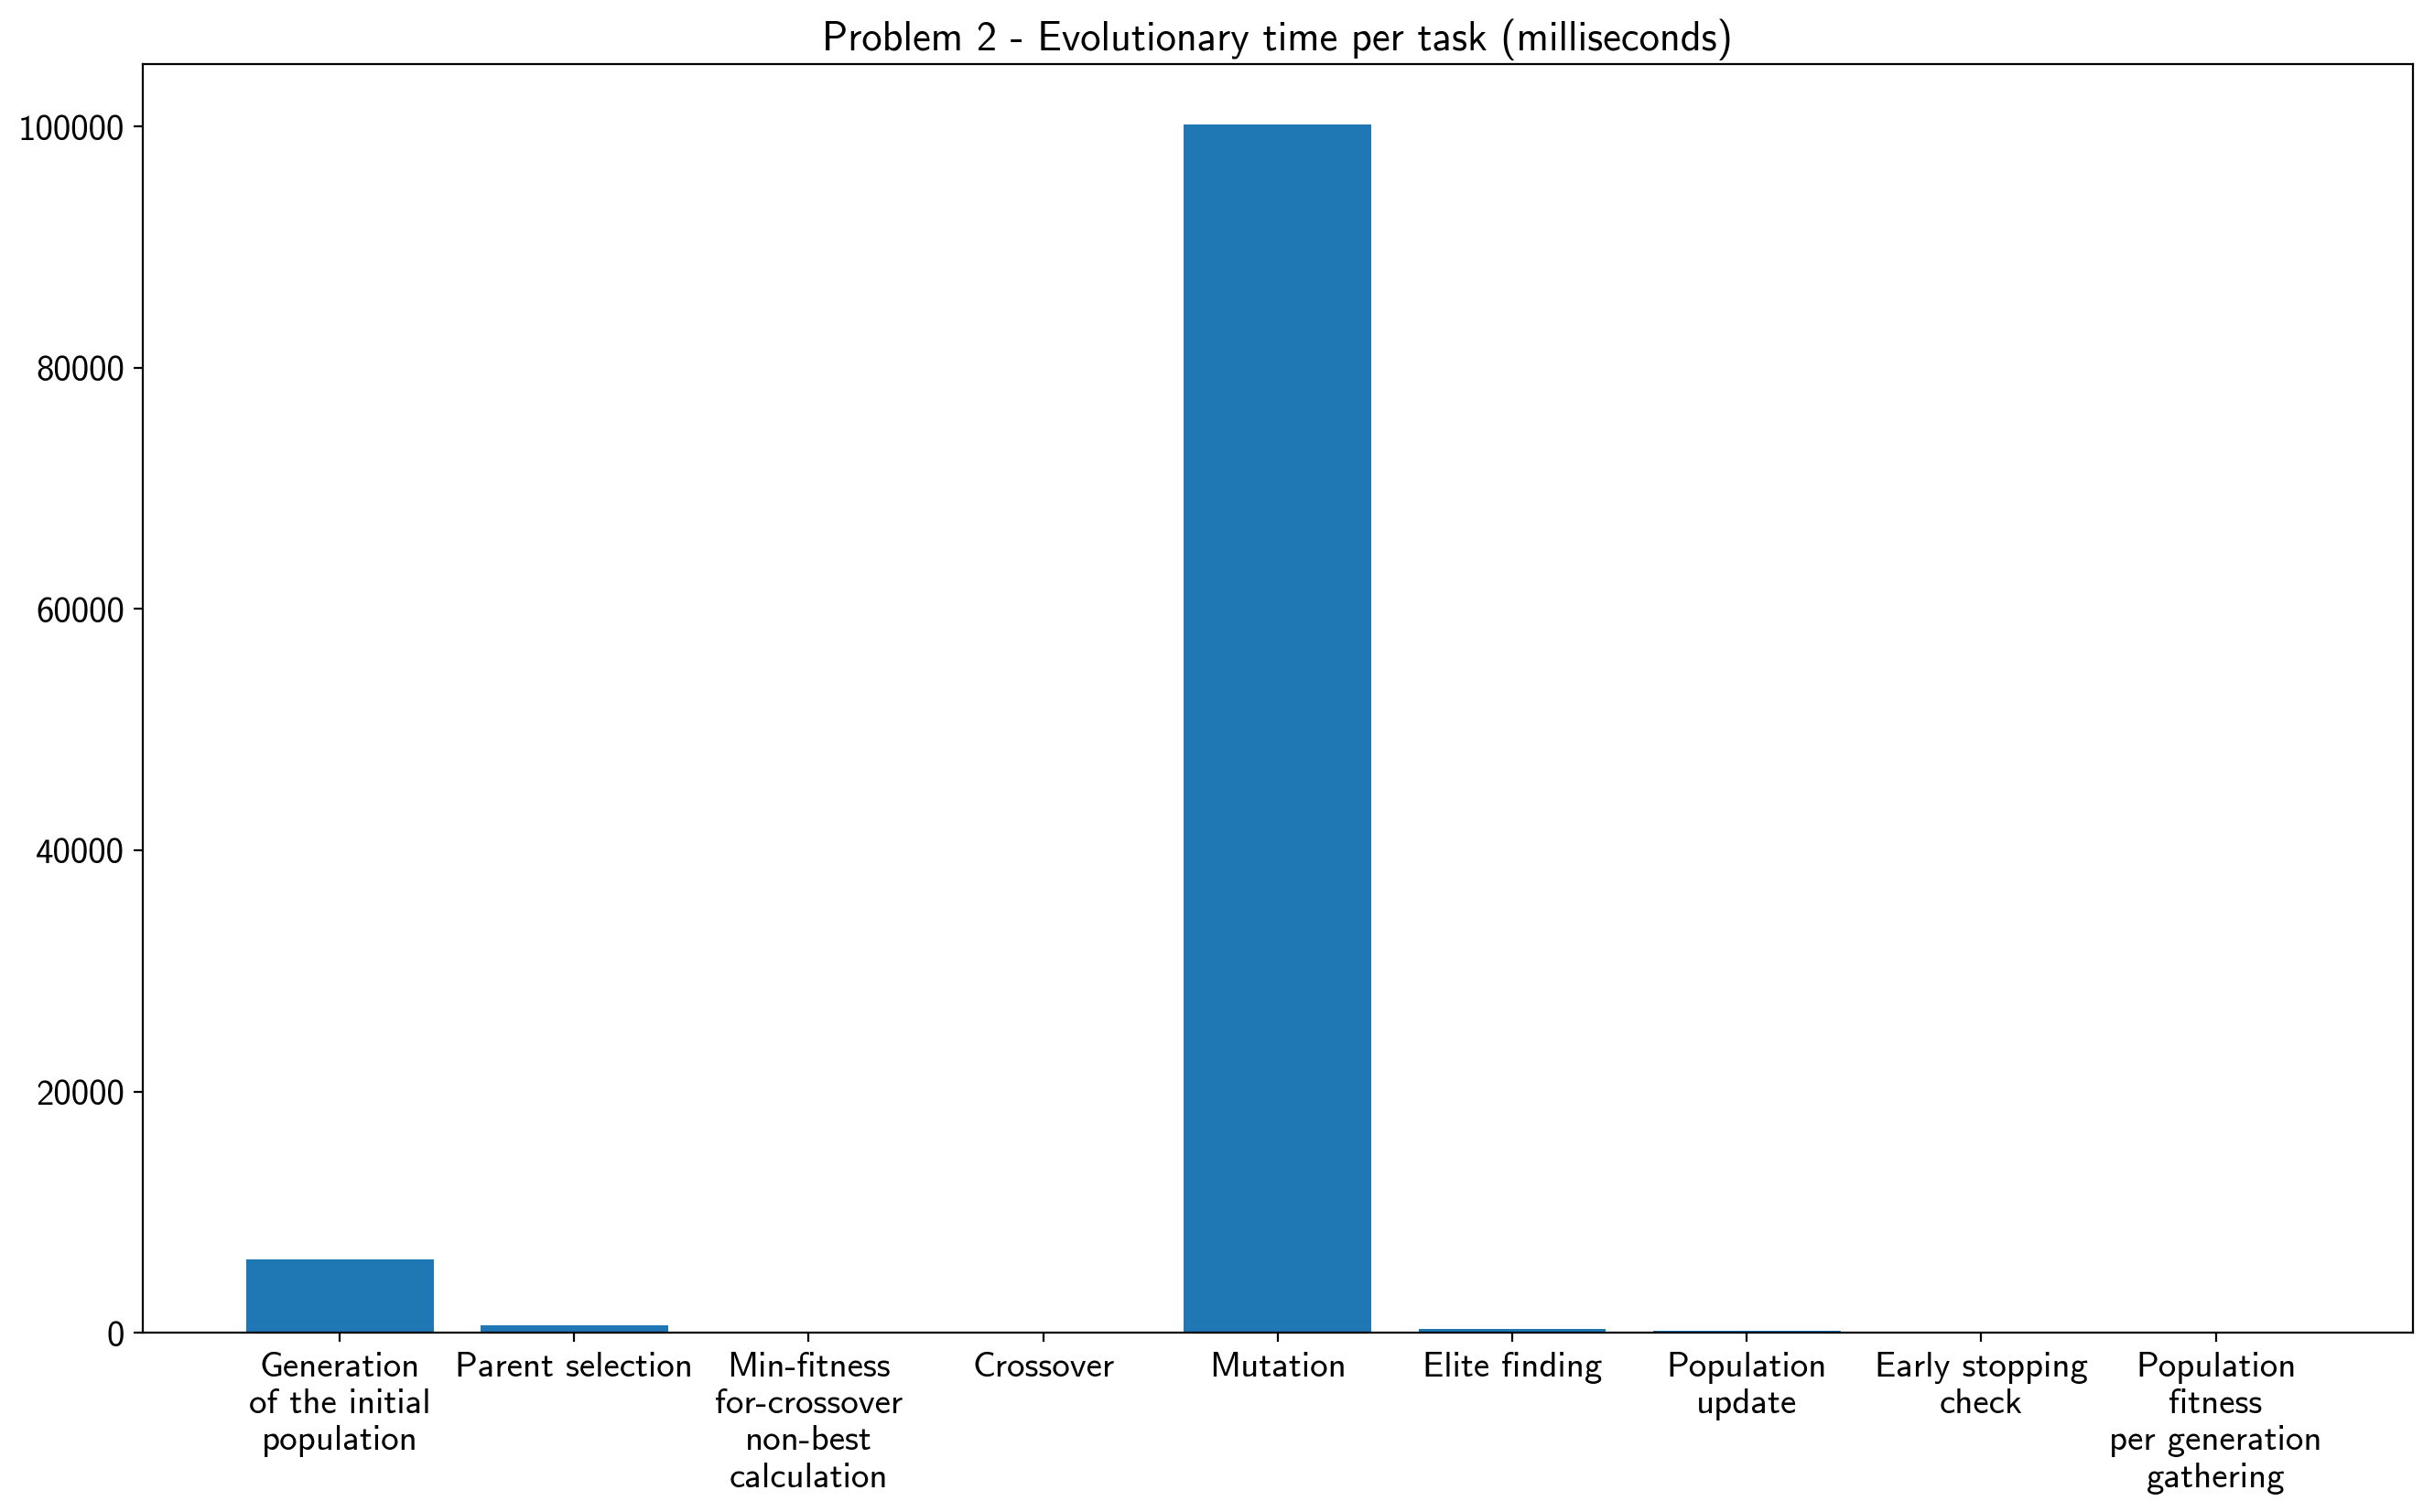 Problem 2 - Evolutionary time per task (milliseconds)
100000
80000
60000
40000
20000
0
Generation
of the initial
population
Parent selection
Min-fitness
for-crossover
non-best
calculation
Crossover
Mutation
Elite finding
Population
update
Early stopping
check
Population
fitness
per generation
gathering